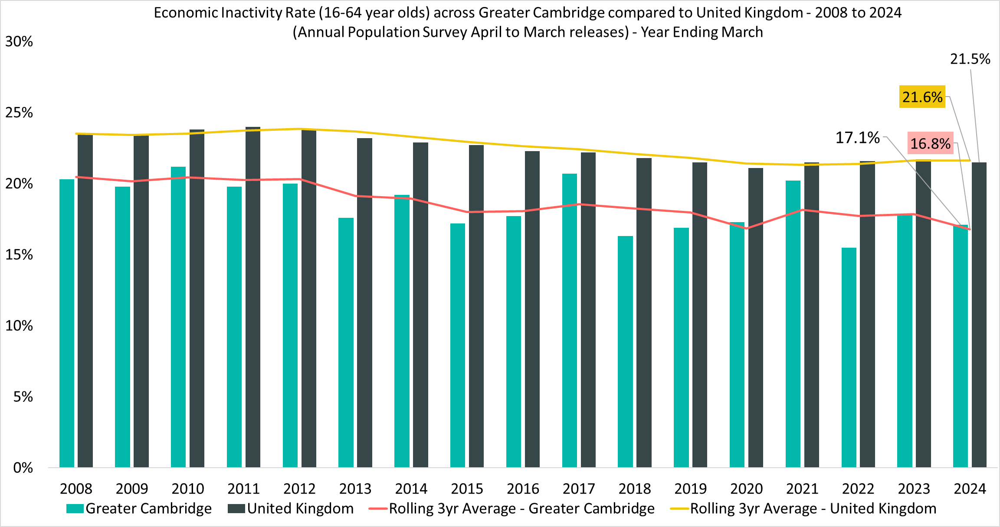 Economic Inactivity Rate (16-64 year olds) across Greater Cambridge compared to United Kingdom - 2008 to 2024
(Annual Population Survey April to March releases) - Year Ending March
30%
21.5%
21.6%
25%
17.1%
16.8%
20%
15%
10%
5%
0%
2008 2009 2010 2011 2012 2013 2014 2015 2016 2017 2018 2019 2020 2021 2022 2023 2024
Greater Cambridge United Kingdom Rolling 3yr Average - Greater Cambridge Rolling 3yr Average - United Kingdom